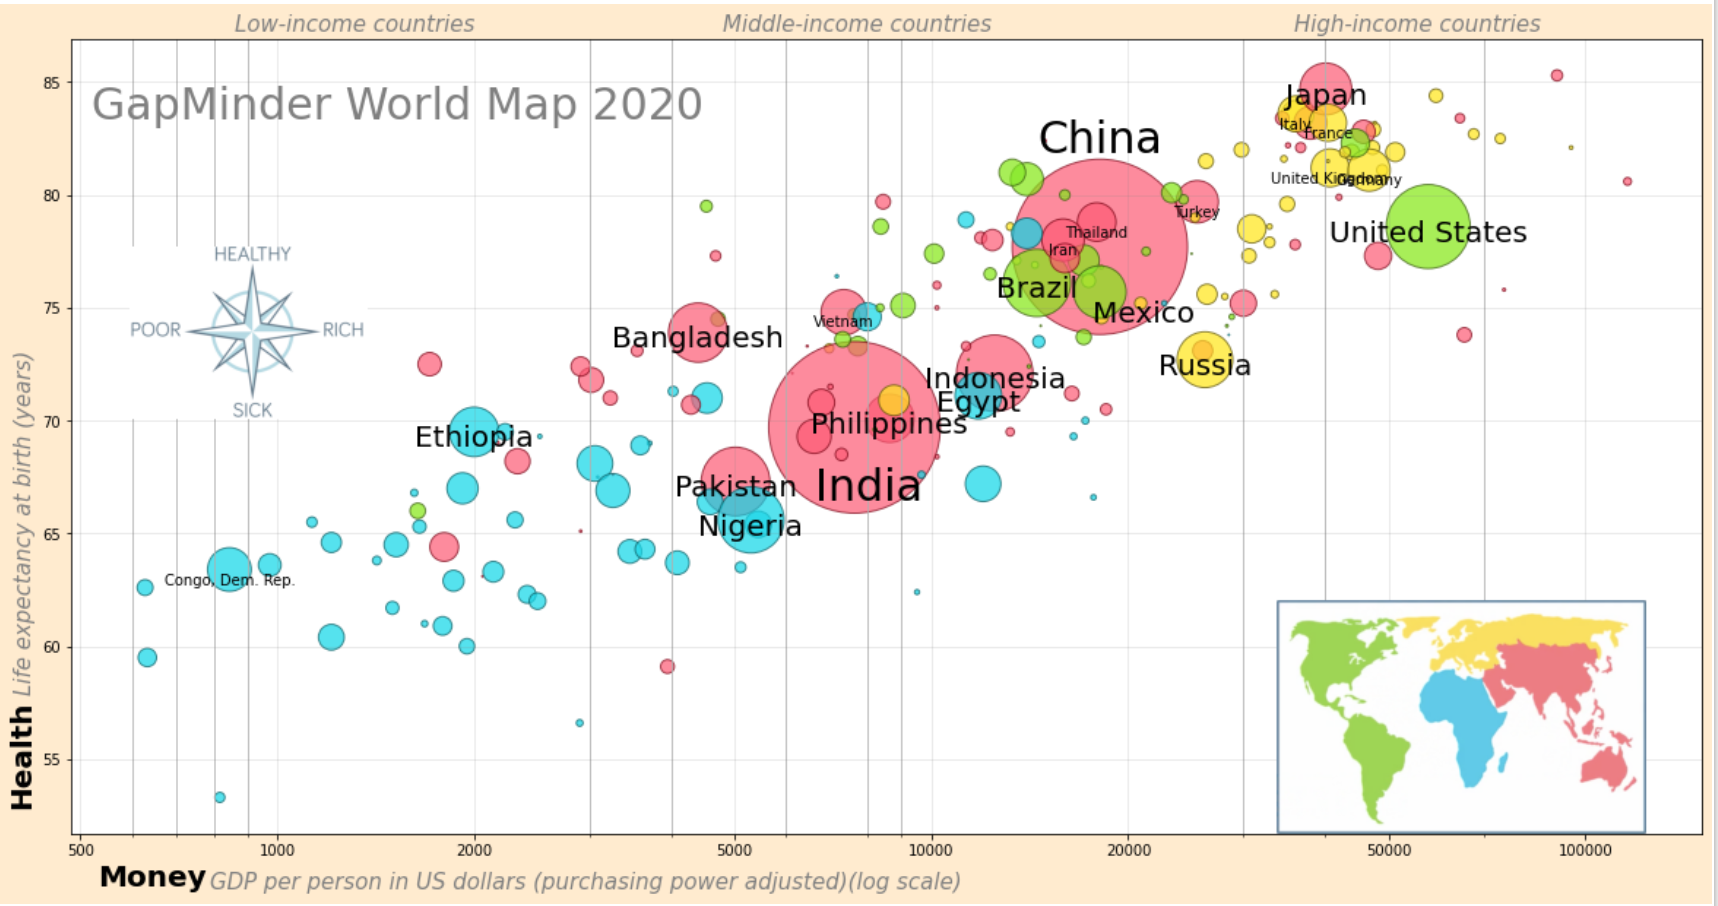 Low-income countries
Middle-income countries
High-income countries
GapMinder World Map 2020
85
80
75
70
65
60
55
Health Life expectancy at birth (years)
HEALTHY
POOR
RICH
SICK
Japan
Italy
France
China
United Kingdom
Germany
Turkey
Thailand
United States
Iran
Brazil
Mexico
Vietnam
Bangladesh
Russia
Indonesia
Egypt
Philippines
Ethiopia
Pakistan
India
Nigeria
Congo, Dem. Rep.
500
1000
2000
5000
10000
20000
50000
100000
Money GDP per person in US dollars (purchasing power adjusted)(log scale)